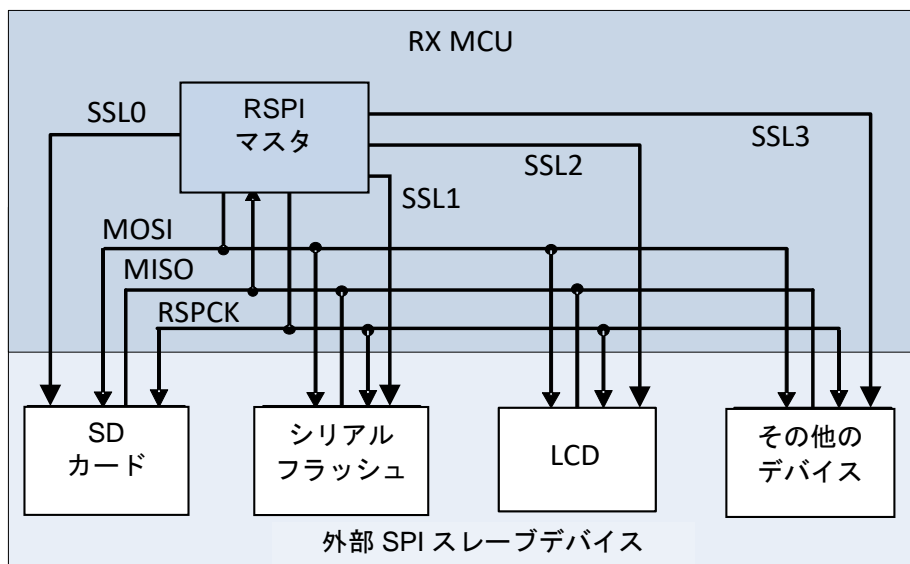 RX MCU
RSPI
マスタ
SSL0
SSL1
SSL2
SSL3
MOSI
MISO
RSPCK
SD
カード
シリアル
フラッシュ
LCD
その他の
デバイス
外部 SPI スレーブデバイス